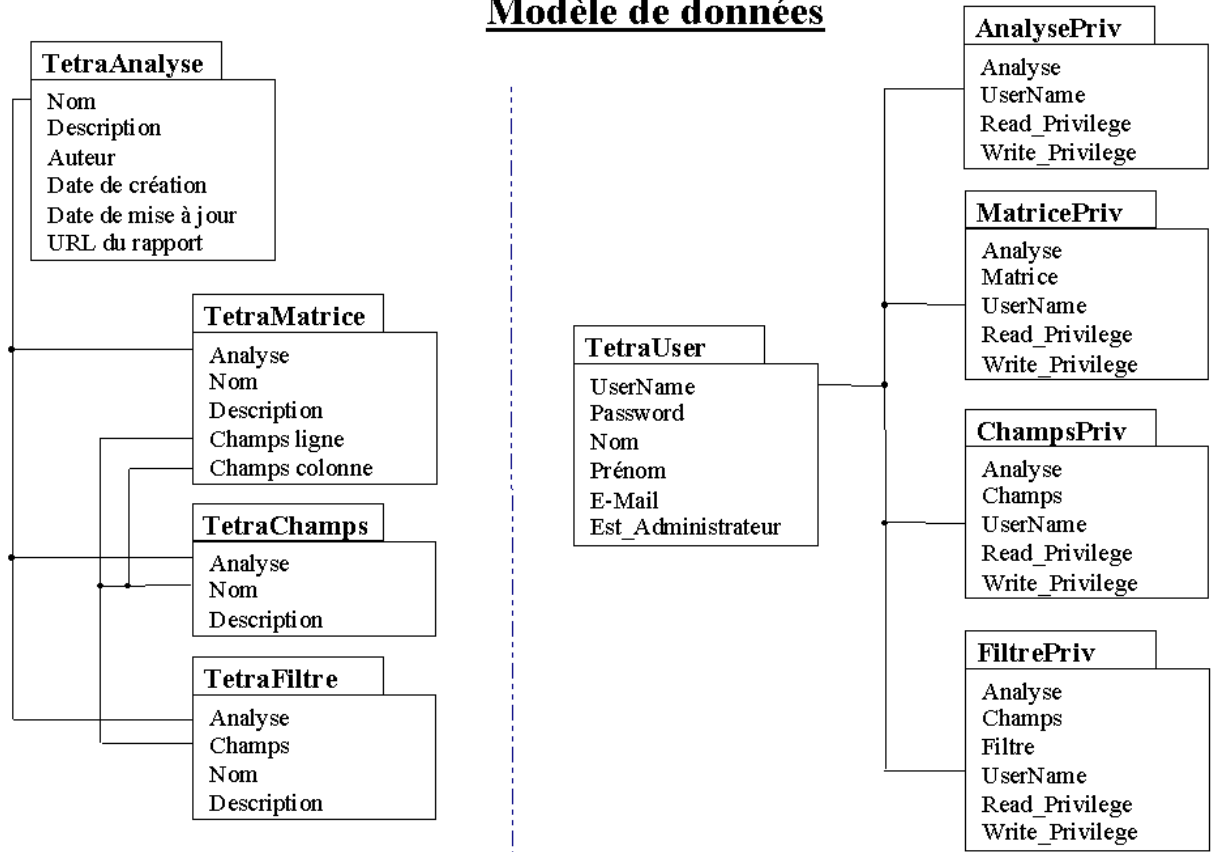 Modèle de données
TetraAnalyse
Nom
Description
Auteur
Date de création
Date de mise à jour
URL du rapport
TetraMatrice
Analyse
Nom
Description
Champs ligne
Champs colonne
TetraChamps
Analyse
Nom
Description
TetraFiltre
Analyse
Champs
Nom
Description
TetraUser
UserName
Password
Nom
Prénom
E-Mail
Est_Administrateur
AnalysePriv
Analyse
UserName
Read_Privilege
Write_Privilege
MatricePriv
Analyse
Matrice
UserName
Read_Privilege
Write_Privilege
ChampsPriv
Analyse
Champs
UserName
Read_Privilege
Write_Privilege
FiltrePriv
Analyse
Champs
Filtre
UserName
Read_Privilege
Write_Privilege